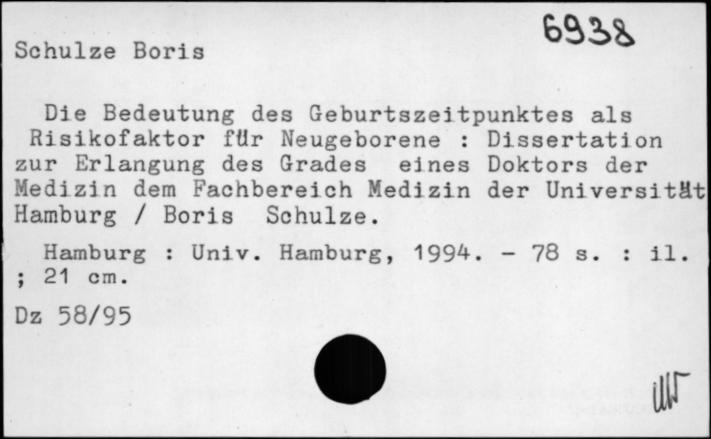 6938
Schulze Boris
Die Bedeutung des Geburtszeitpunktes als
Risikofaktor für Neugeborene : Dissertation
zur Erlangung des Grades eines Doktors der
Medizin dem Fachbereich Medizin der Universität
Hamburg / Boris Schulze.
Hamburg : Univ. Hamburg, 1994. - 78 s. : il.
; 21 cm.
Dz 58/95